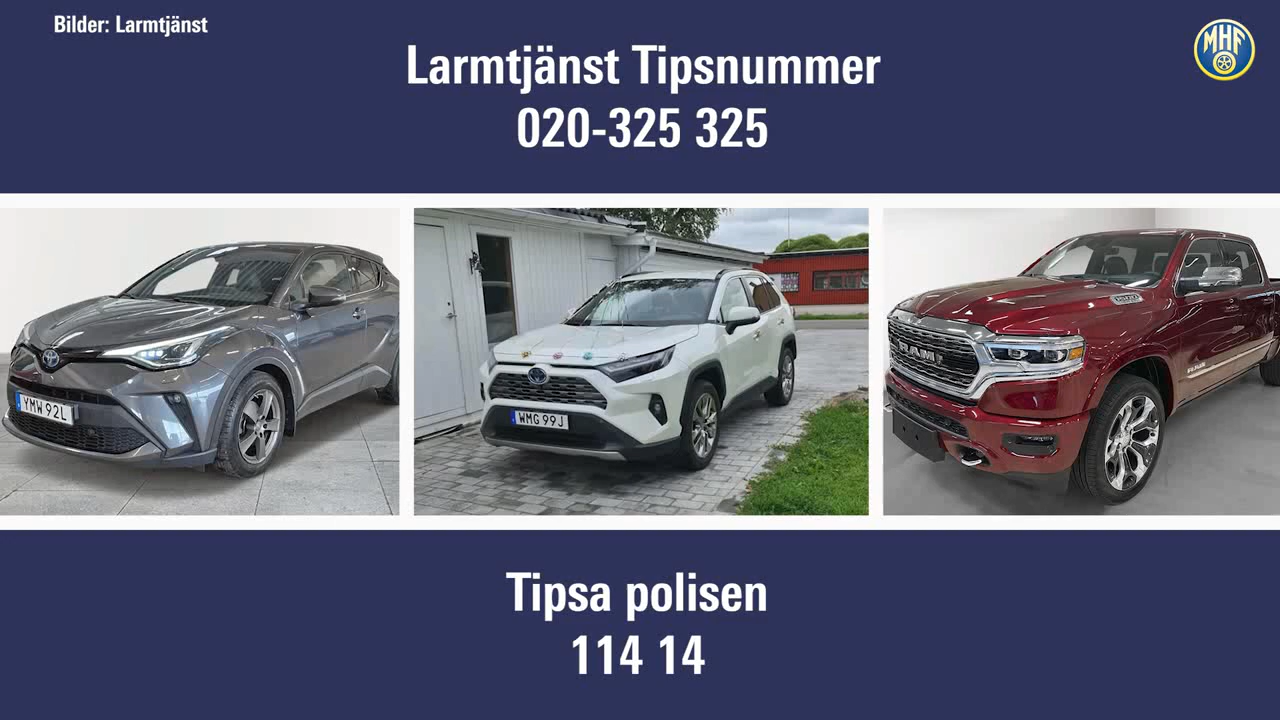 Bilder: Larmtjänst
MHF
Larmtjänst Tipsnummer
020-325 325
YMW 92L
WMG 99J
RAM
Tipsa polisen
114 14